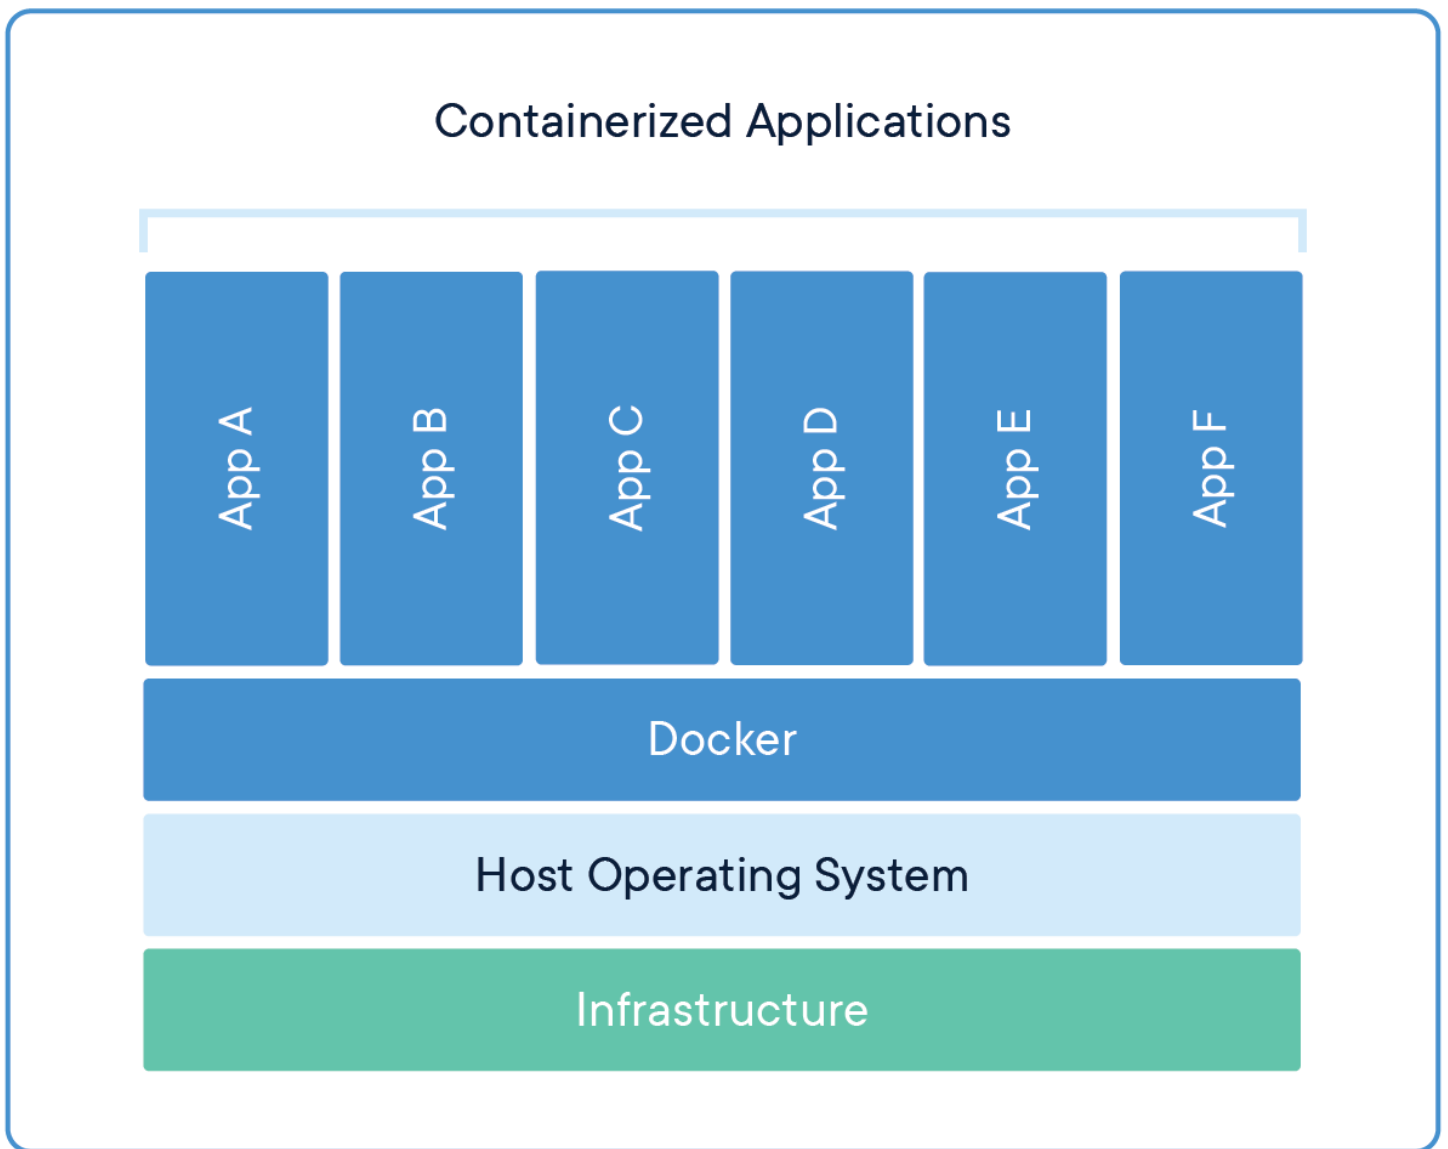 Containerized Applications
App A
App B
App C
App D
App E
App F
Docker
Host Operating System
Infrastructure